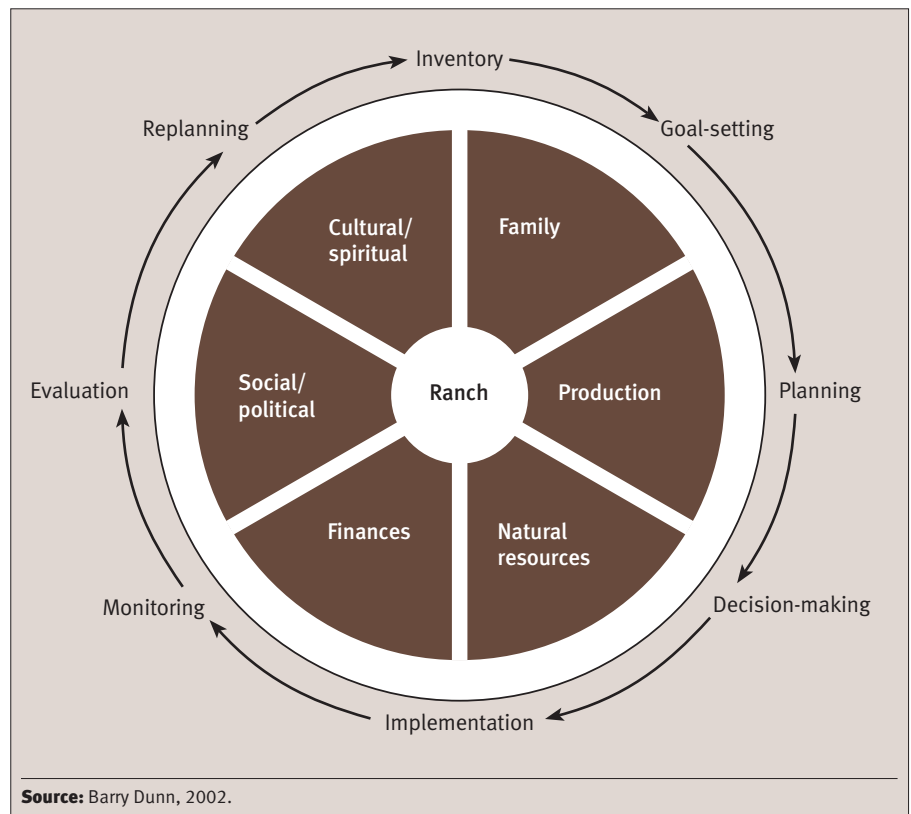 Inventory
Goal-setting
Planning
Decision-making
Implementation
Monitoring
Evaluation
Replanning
Cultural/
spiritual
Family
Social/
political
Ranch
Production
Finances
Natural
resources
Source: Barry Dunn, 2002.